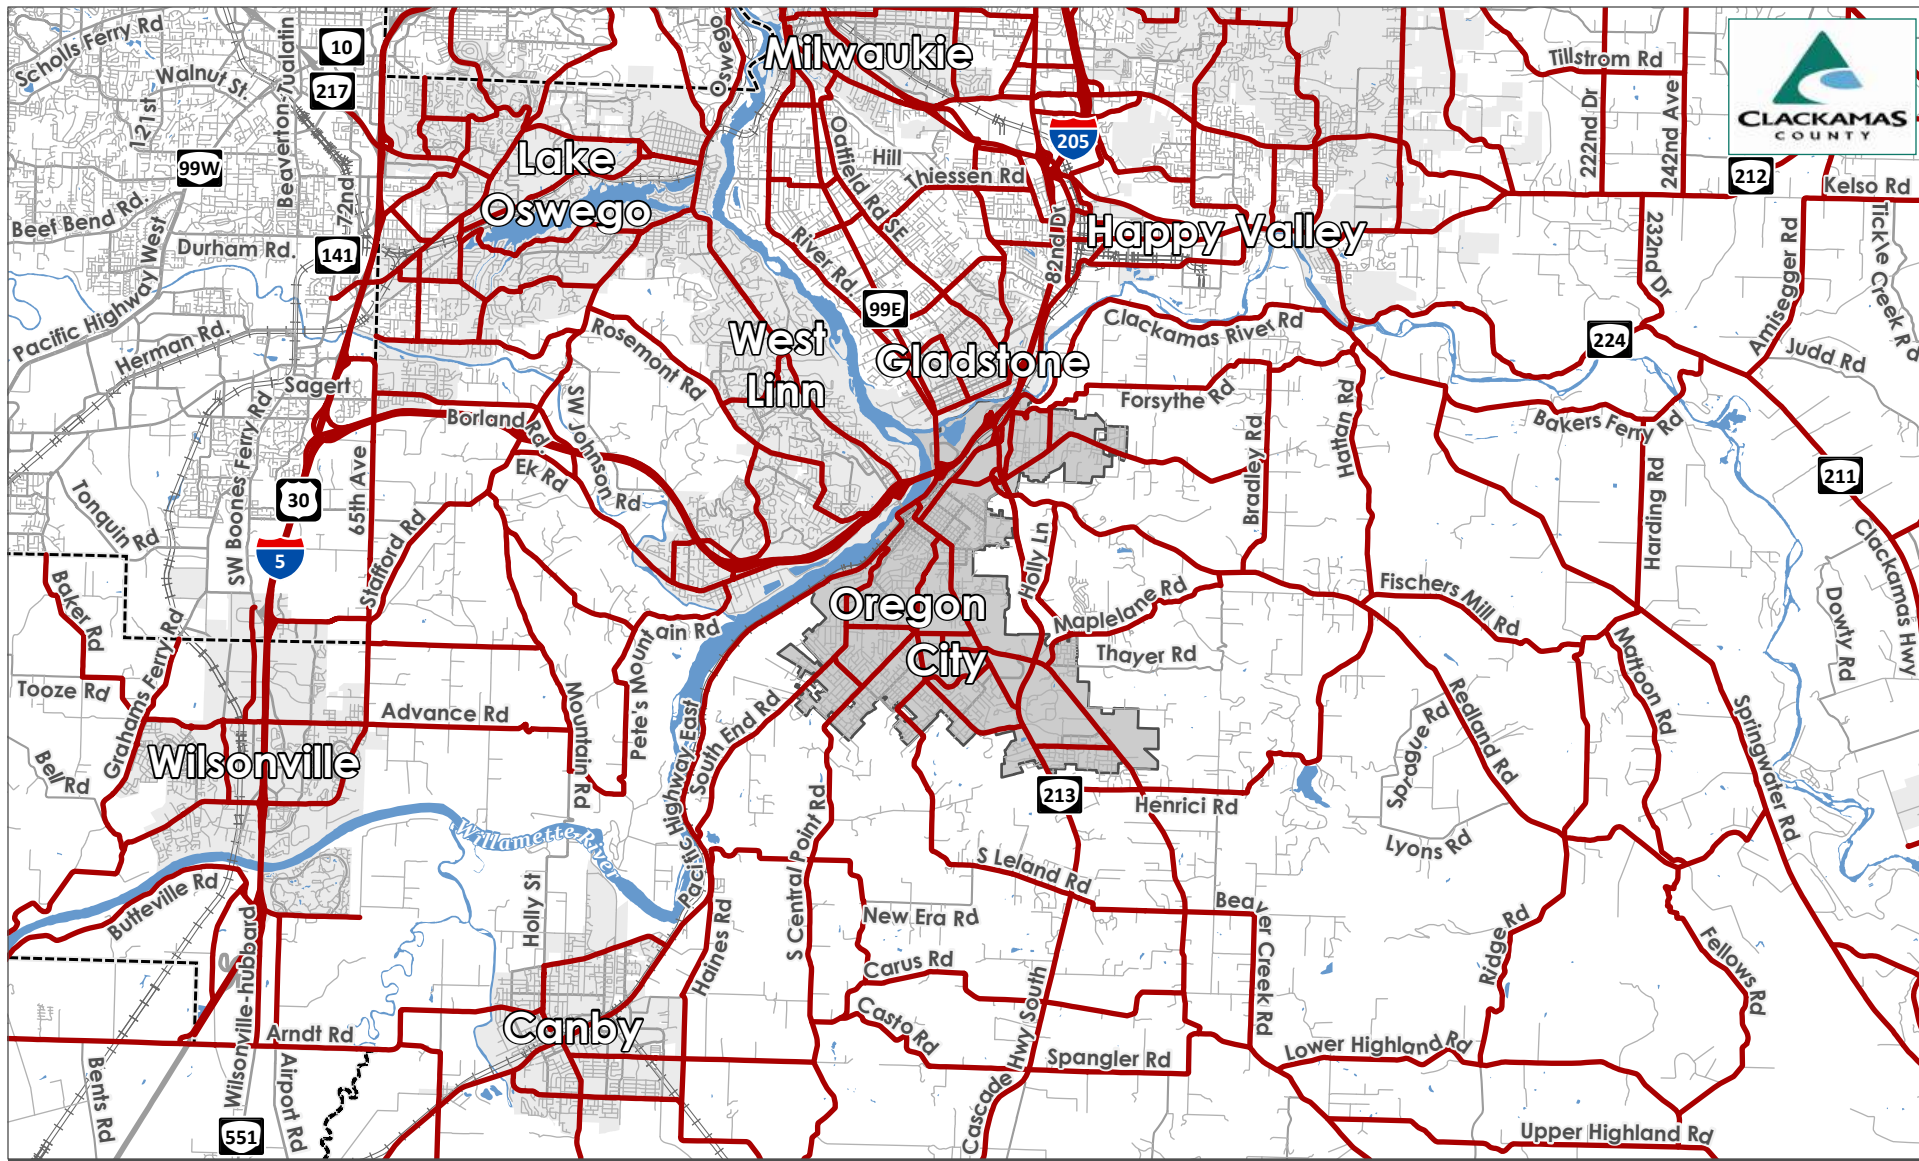 Scholls Ferry Rd
Walnut St.
121st
Beaverton-Tualatin
10
217
Oswego
Milwaukie
Tillstrom Rd
222nd Dr
242nd Ave
CLACKAMAS
COUNTY
99W
72nd
Lake
Oswego
Oatfield Rd SE
Hill
Thiessen Rd
205
212
Kelso Rd
Beef Bend Rd.
Durham Rd.
141
Pacific Highway West
River Rd.
82nd Dr
Happy Valley
232nd Dr
Amisegger Rd
Tickle Creek Rd
99E
Herman Rd.
Rosemont Rd
West
Linn
Gladstone
Clackamas River Rd
224
Judd Rd
Sagert
SW Boones Ferry Rd
Borland Rd.
SW Johnson Rd
Forsythe Rd
Bradley Rd
Hattan Rd
Bakers Ferry Rd
Harding Rd
211
Tonquin Rd
30
65th Ave
Ek Rd
Stafford Rd
5
Holly Ln
Clackamas Hwy
Baker Rd
Oregon
City
Maplelane Rd
Thayer Rd
Fischers Mill Rd
Dowty Rd
Mattoon Rd
Grahams Ferry Rd
Pete's Mountain Rd
Tooze Rd
Advance Rd
Mountain Rd
Pacific Highway East
South End Rd
Sprague Rd
Redland Rd
Springwater Rd
Wilsonville
Bell Rd
213
Henrici Rd
Willamette River
S Central Point Rd
Lyons Rd
S Leland Rd
Butteville Rd
Wilsonville-hubbard
Holly St
Haines Rd
New Era Rd
Beaver Creek Rd
Ridge Rd
Fellows Rd
Carus Rd
Canby
Casto Rd
Cascade Hwy South
Arndt Rd
Airport Rd
Bents Rd
Spangler Rd
Lower Highland Rd
551
Upper Highland Rd